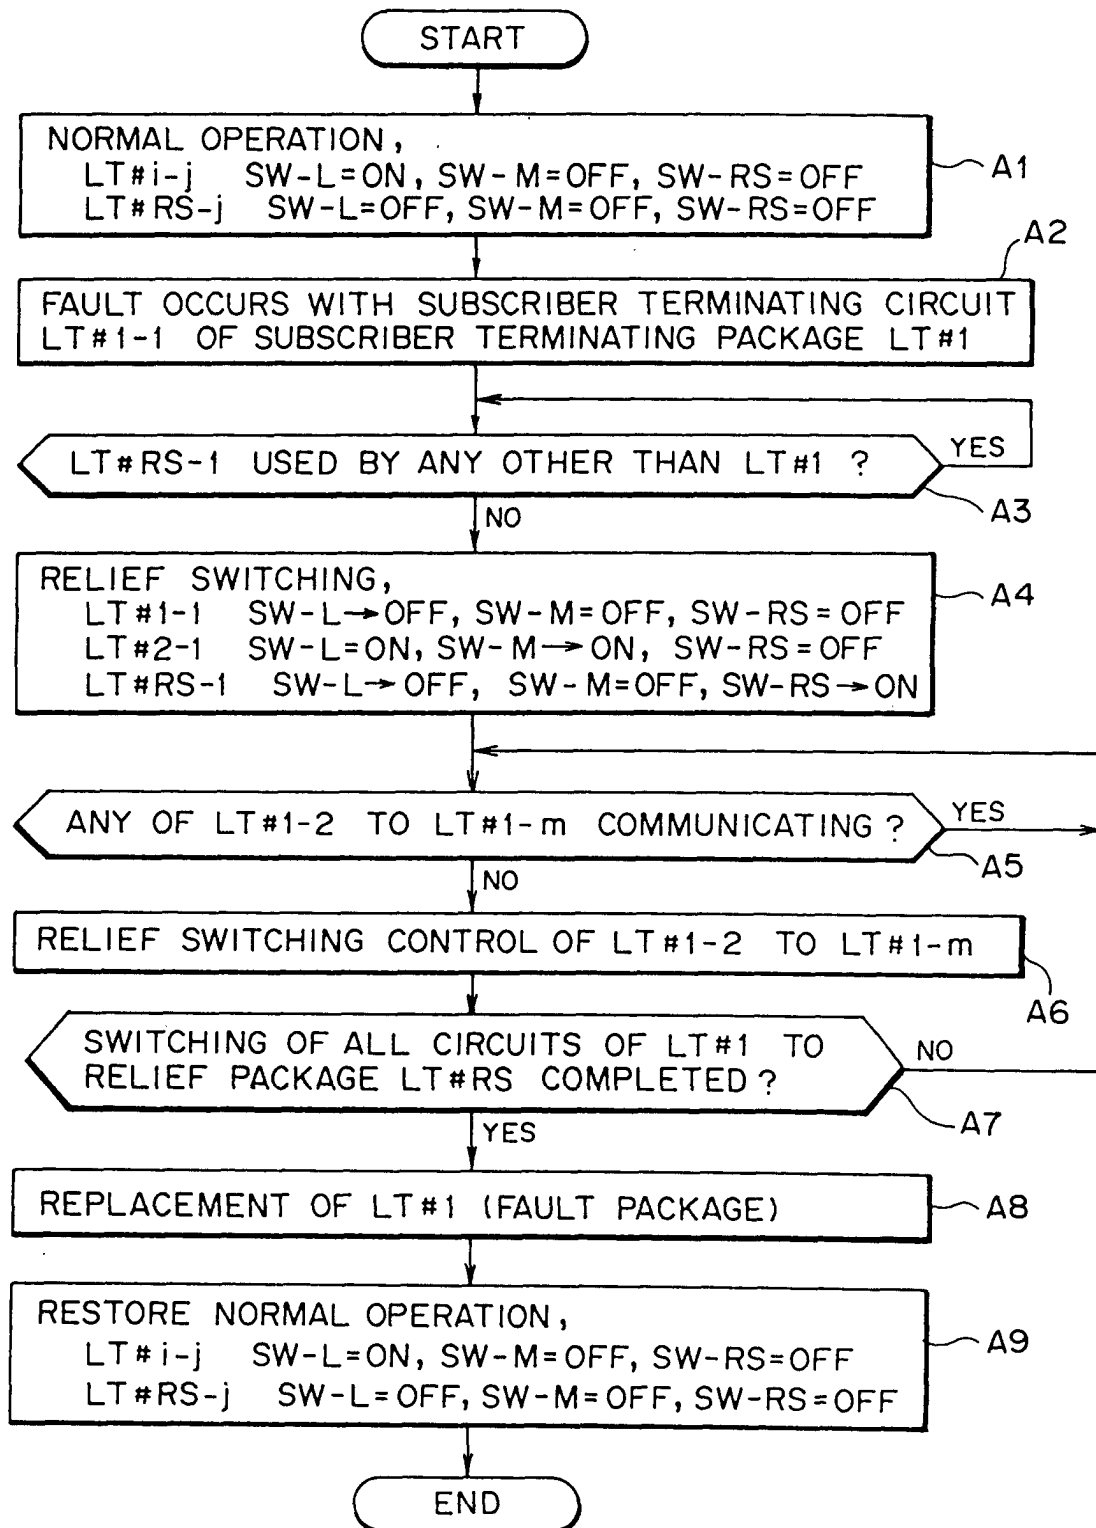 START
NORMAL OPERATION,
LT#i-j SW-L=ON, SW-M=OFF, SW-RS=OFF
LT#RS-j SW-L=OFF, SW-M=OFF, SW-RS=OFF
A1
A2
FAULT OCCURS WITH SUBSCRIBER TERMINATING CIRCUIT
LT#1-1 OF SUBSCRIBER TERMINATING PACKAGE LT#1
LT#RS-1 USED BY ANY OTHER THAN LT#1 ?
YES
A3
NO
RELIEF SWITCHING,
LT#1-1 SW-L→OFF, SW-M=OFF, SW-RS=OFF
LT#2-1 SW-L=ON, SW-M→ON, SW-RS=OFF
LT#RS-1 SW-L→OFF, SW-M=OFF, SW-RS→ON
A4
ANY OF LT#1-2 TO LT#1-m COMMUNICATING ?
YES
A5
NO
RELIEF SWITCHING CONTROL OF LT#1-2 TO LT#1-m
A6
SWITCHING OF ALL CIRCUITS OF LT#1 TO
RELIEF PACKAGE LT#RS COMPLETED ?
NO
A7
YES
REPLACEMENT OF LT#1 (FAULT PACKAGE)
A8
RESTORE NORMAL OPERATION,
LT#i-j SW-L=ON, SW-M=OFF, SW-RS=OFF
LT#RS-j SW-L=OFF, SW-M=OFF, SW-RS=OFF
A9
END